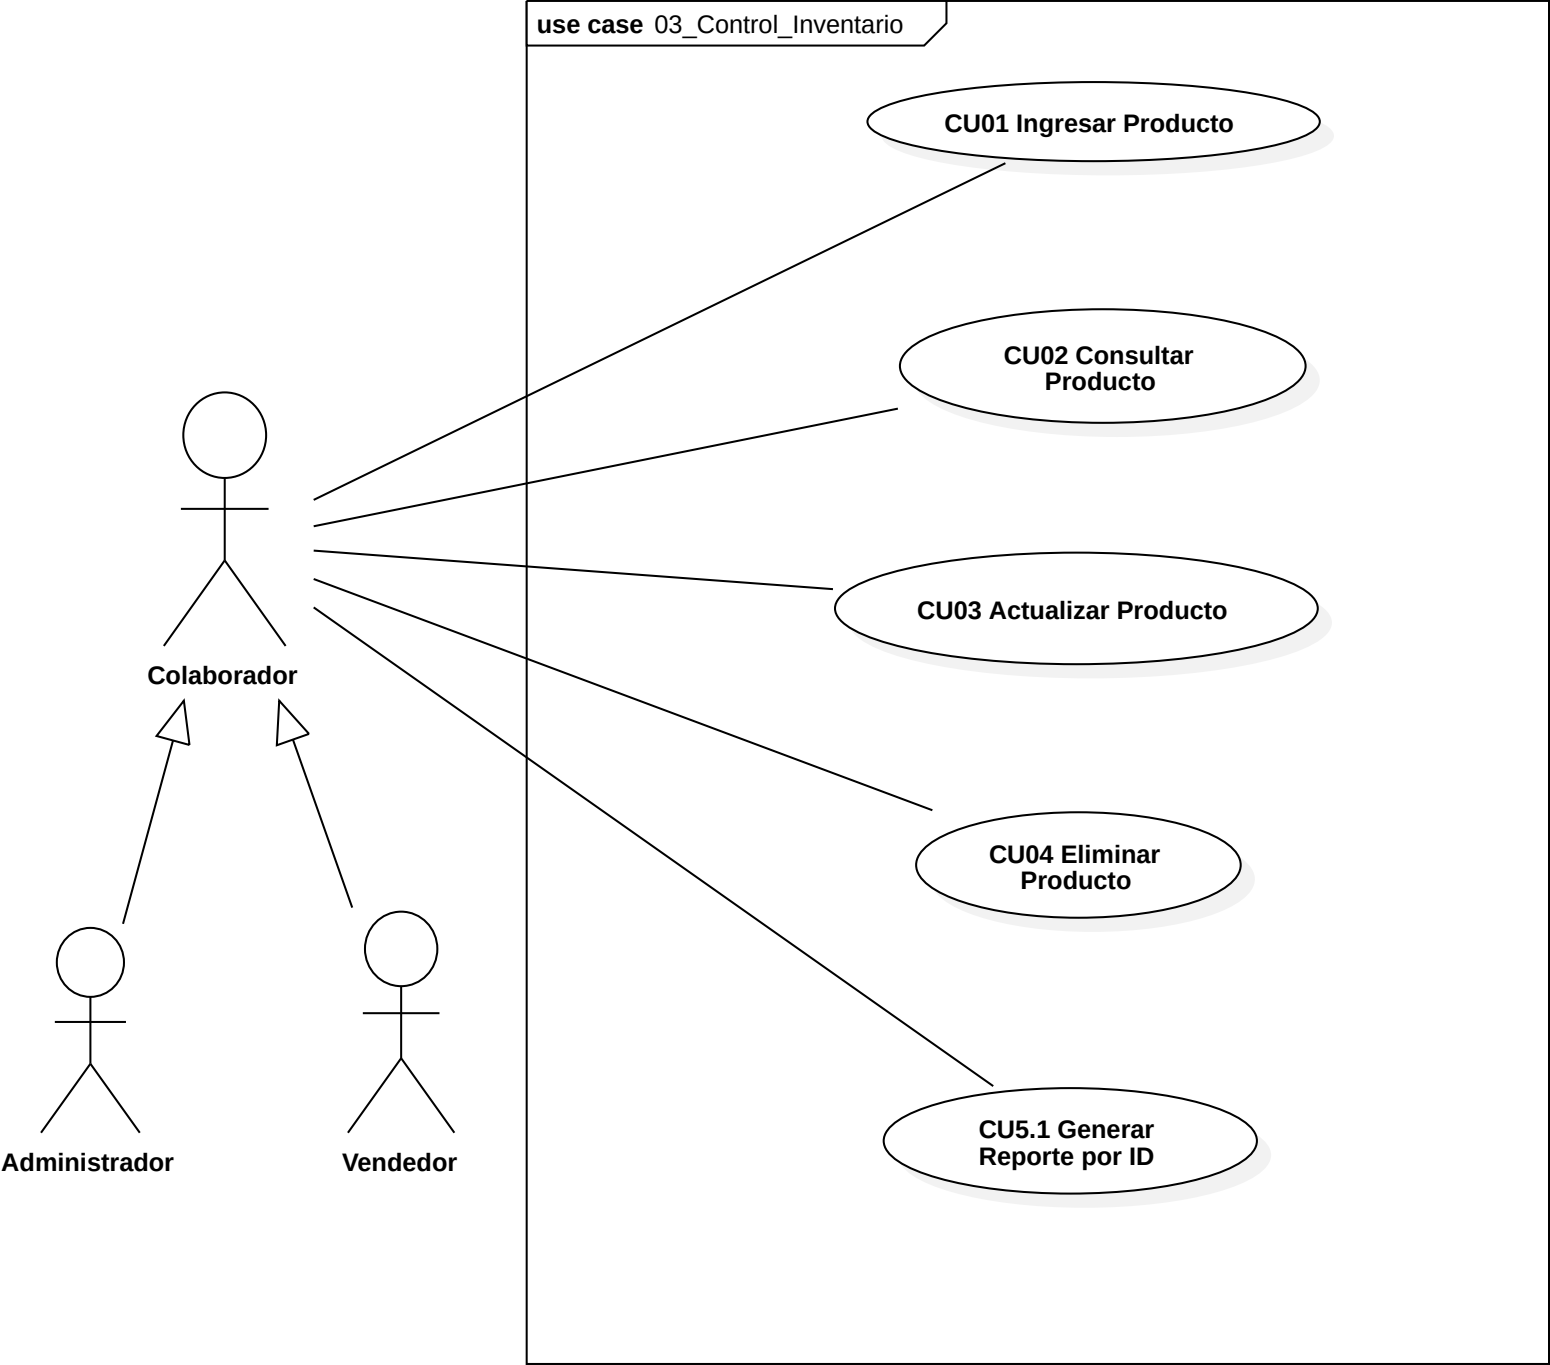 use case 03_Control_Inventario
CU01 Ingresar Producto
CU02 Consultar
Producto
CU03 Actualizar Producto
Colaborador
CU04 Eliminar
Producto
CU5.1 Generar
Reporte por ID
Administrador
Vendedor